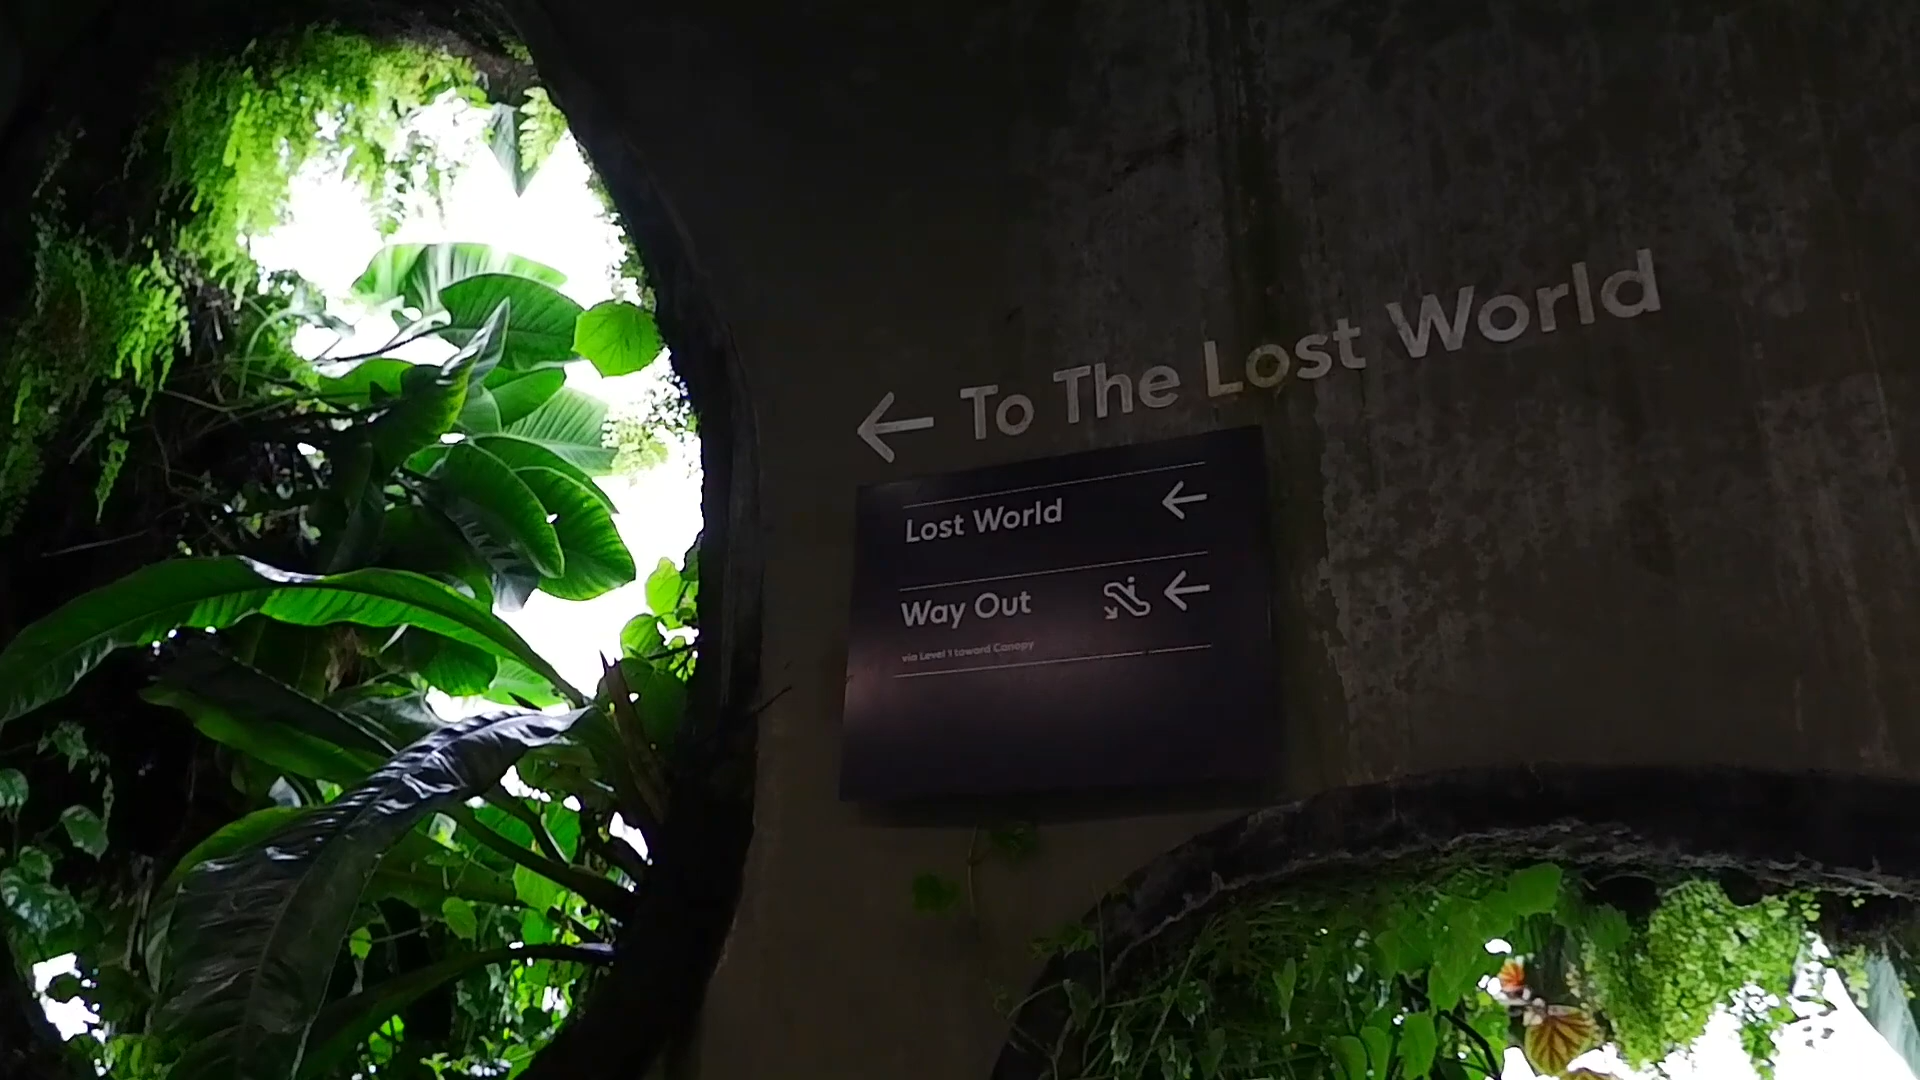 ← To The Lost World
Lost World ←
Way Out ←
via Level 1 toward Canopy